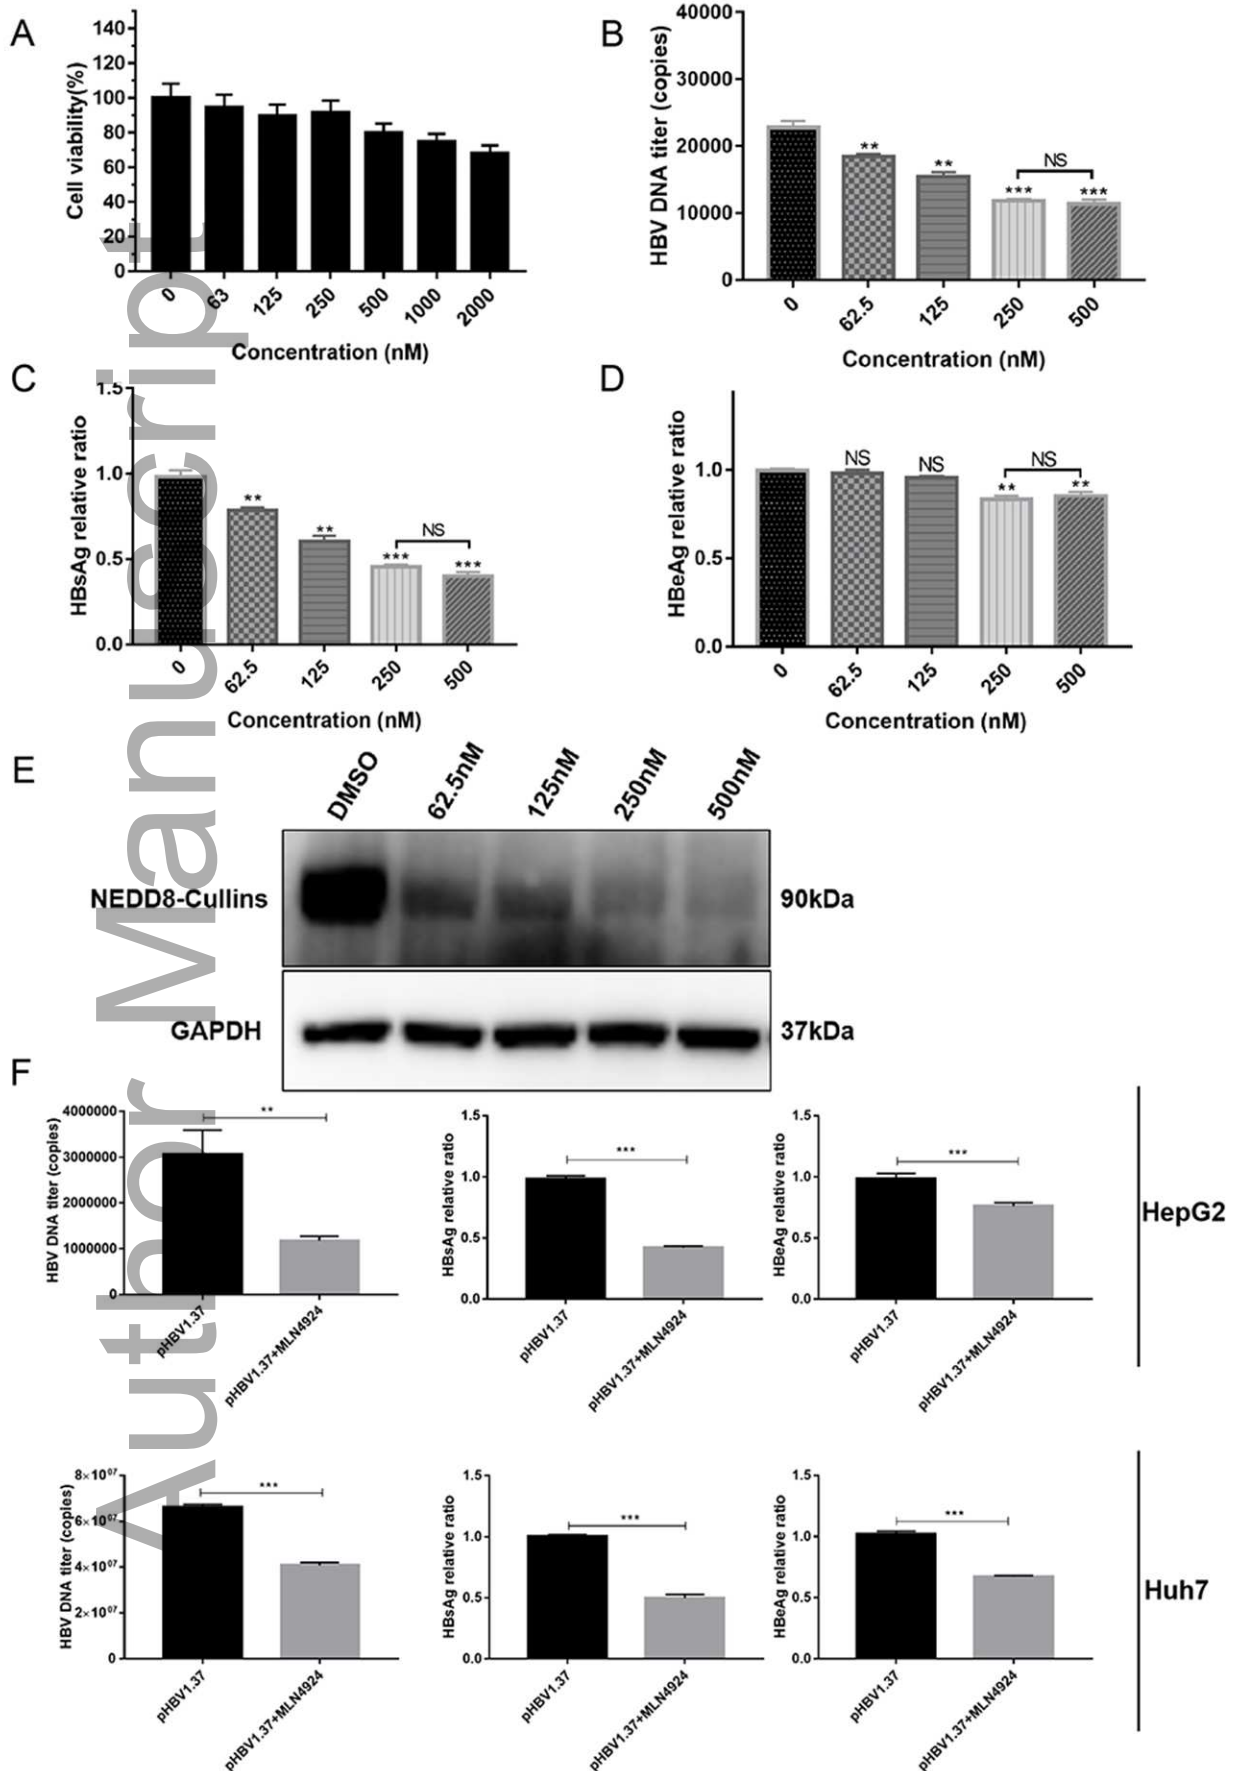 A
Cell viability(%)
140
120
100
80
60
40
20
0
0 63 125 250 500 1000 2000
Concentration (nM)
B
HBV DNA titer (copies)
40000
30000
20000
10000
0
** ** *** NS ***
0 62.5 125 250 500
Concentration (nM)
C
HBsAg relative ratio
1.5
1.0
0.5
0.0
** ** *** NS ***
0 62.5 125 250 500
Concentration (nM)
D
HBeAg relative ratio
1.0
0.5
0.0
NS NS ** NS **
0 62.5 125 250 500
Concentration (nM)
E
DMSO 62.5nM 125nM 250nM 500nM
NEDD8-Cullins 90kDa
GAPDH 37kDa
F
HBV DNA titer (copies)
4000000
3000000
2000000
1000000
0
**
pHBV1.37 pHBV1.37+MLN4924
HBsAg relative ratio
1.5
1.0
0.5
0.0
***
pHBV1.37 pHBV1.37+MLN4924
HBeAg relative ratio
1.5
1.0
0.5
0.0
***
pHBV1.37 pHBV1.37+MLN4924
HepG2
HBV DNA titer (copies)
8×10⁰⁷
6×10⁰⁷
4×10⁰⁷
2×10⁰⁷
0
***
pHBV1.37 pHBV1.37+MLN4924
HBsAg relative ratio
1.5
1.0
0.5
0.0
***
pHBV1.37 pHBV1.37+MLN4924
HBeAg relative ratio
1.5
1.0
0.5
0.0
***
pHBV1.37 pHBV1.37+MLN4924
Huh7
Author Manuscript